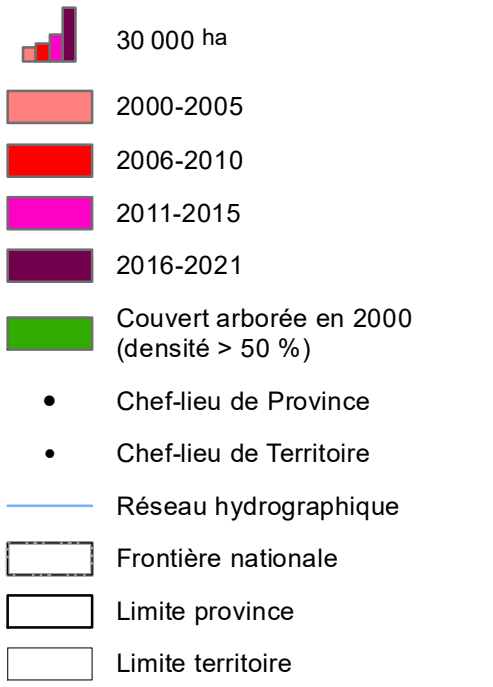 30 000 ha
2000-2005
2006-2010
2011-2015
2016-2021
Couvert arborée en 2000
(densité > 50 %)
Chef-lieu de Province
Chef-lieu de Territoire
Réseau hydrographique
Frontière nationale
Limite province
Limite territoire